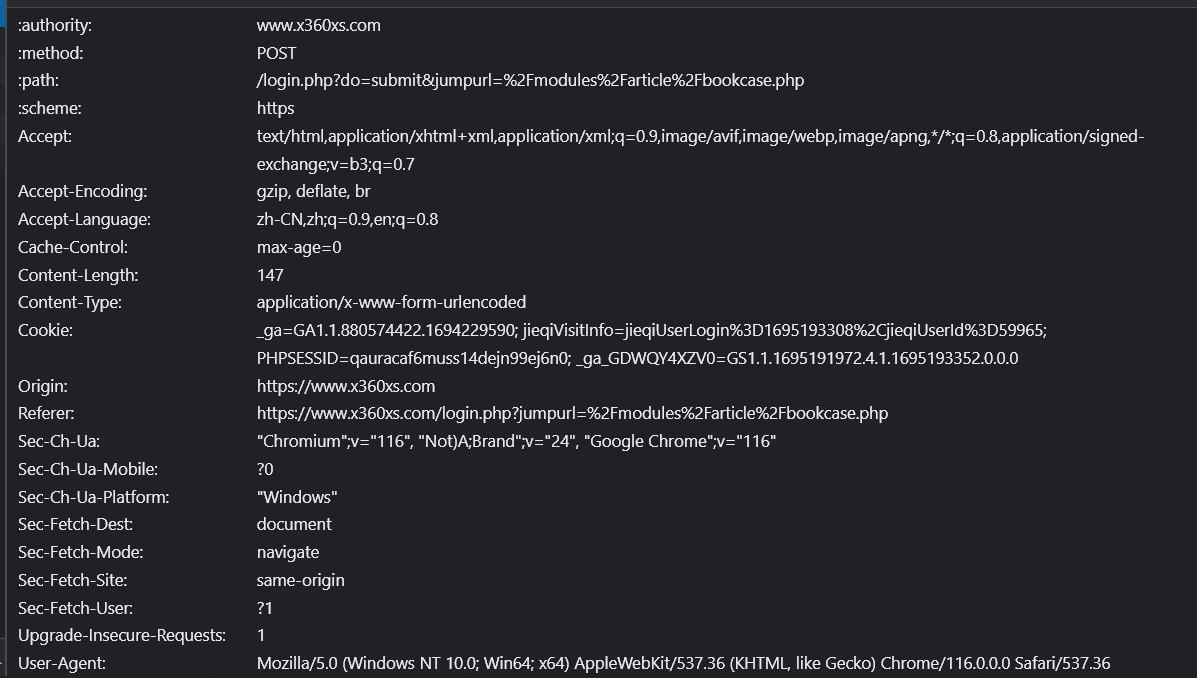 :authority: www.x360xs.com
:method: POST
:path: /login.php?do=submit&jumpurl=%2Fmodules%2Farticle%2Fbookcase.php
:scheme: https
Accept: text/html,application/xhtml+xml,application/xml;q=0.9,image/avif,image/webp,image/apng,*/*;q=0.8,application/signed-
exchange;v=b3;q=0.7
Accept-Encoding: gzip, deflate, br
Accept-Language: zh-CN,zh;q=0.9,en;q=0.8
Cache-Control: max-age=0
Content-Length: 147
Content-Type: application/x-www-form-urlencoded
Cookie: _ga=GA1.1.880574422.1694229590; jieqiVisitInfo=jieqiUserLogin%3D1695193308%2CjieqiUserId%3D59965;
PHPSESSID=qauracaf6muss14dejn99ej6n0; _ga_GDWQY4XZV0=GS1.1.1695191972.4.1.1695193352.0.0.0
Origin: https://www.x360xs.com
Referer: https://www.x360xs.com/login.php?jumpurl=%2Fmodules%2Farticle%2Fbookcase.php
Sec-Ch-Ua: "Chromium";v="116", "Not)A;Brand";v="24", "Google Chrome";v="116"
Sec-Ch-Ua-Mobile: ?0
Sec-Ch-Ua-Platform: "Windows"
Sec-Fetch-Dest: document
Sec-Fetch-Mode: navigate
Sec-Fetch-Site: same-origin
Sec-Fetch-User: ?1
Upgrade-Insecure-Requests: 1
User-Agent: Mozilla/5.0 (Windows NT 10.0; Win64; x64) AppleWebKit/537.36 (KHTML, like Gecko) Chrome/116.0.0.0 Safari/537.36